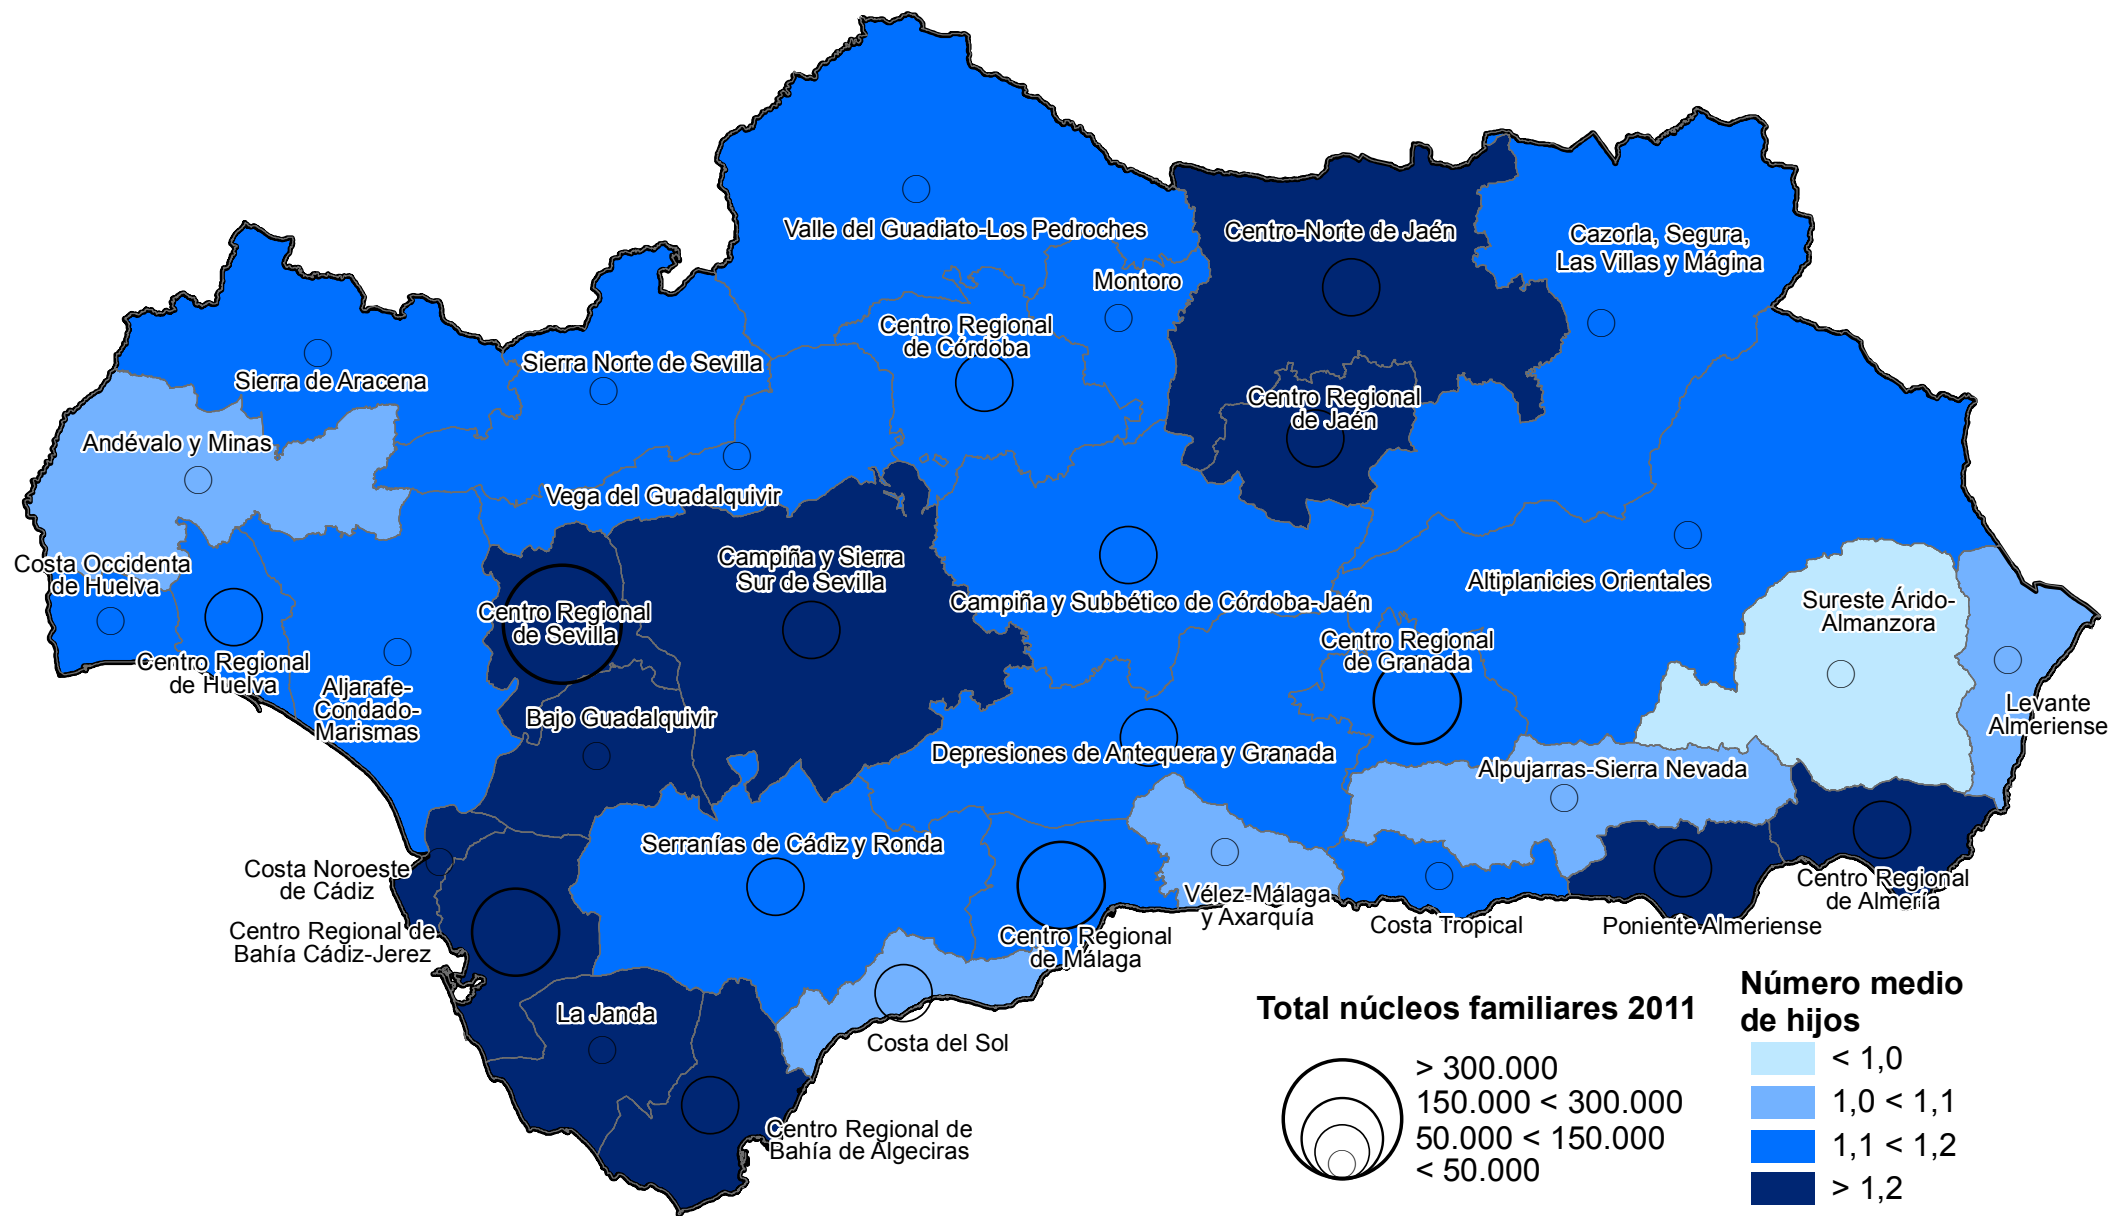 Valle del Guadiato-Los Pedroches
Centro-Norte de Jaén
Cazorla, Segura,
Las Villas y Mágina
Montoro
Centro Regional
de Córdoba
Sierra Norte de Sevilla
Sierra de Aracena
Centro Regional
de Jaén
Andévalo y Minas
Vega del Guadalquivir
Costa Occidenta
de Huelva
Campiña y Sierra
Sur de Sevilla
Centro Regional
de Sevilla
Campiña y Subbético de Córdoba-Jaén
Altiplanicies Orientales
Sureste Árido-
Almanzora
Centro Regional
de Granada
Centro Regional
de Huelva
Aljarafe-
Condado-
Marismas
Bajo Guadalquivir
Levante
Almeriense
Depresiones de Antequera y Granada
Alpujarras-Sierra Nevada
Serranías de Cádiz y Ronda
Costa Noroeste
de Cádiz
Vélez-Málaga
y Axarquía
Costa Tropical
Centro Regional
de Almería
Poniente Almeriense
Centro Regional de
Bahía Cádiz-Jerez
Centro Regional
de Málaga
La Janda
Costa del Sol
Centro Regional de
Bahía de Algeciras
Total núcleos familiares 2011
> 300.000
150.000 < 300.000
50.000 < 150.000
< 50.000
Número medio
de hijos
< 1,0
1,0 < 1,1
1,1 < 1,2
> 1,2